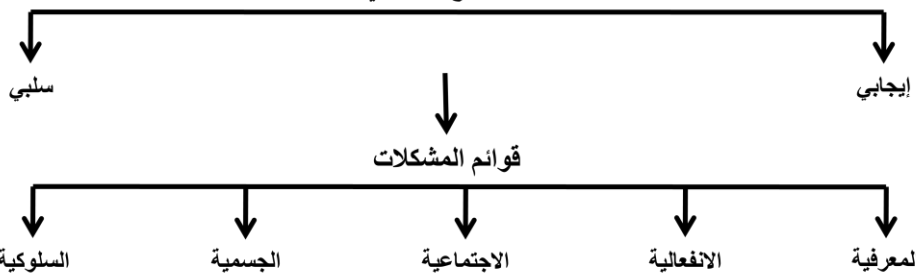 إيجابي
سلبي
قوائم المشكلات
لمعرفية
الانفعالية
الاجتماعية
الجسمية
السلوكية